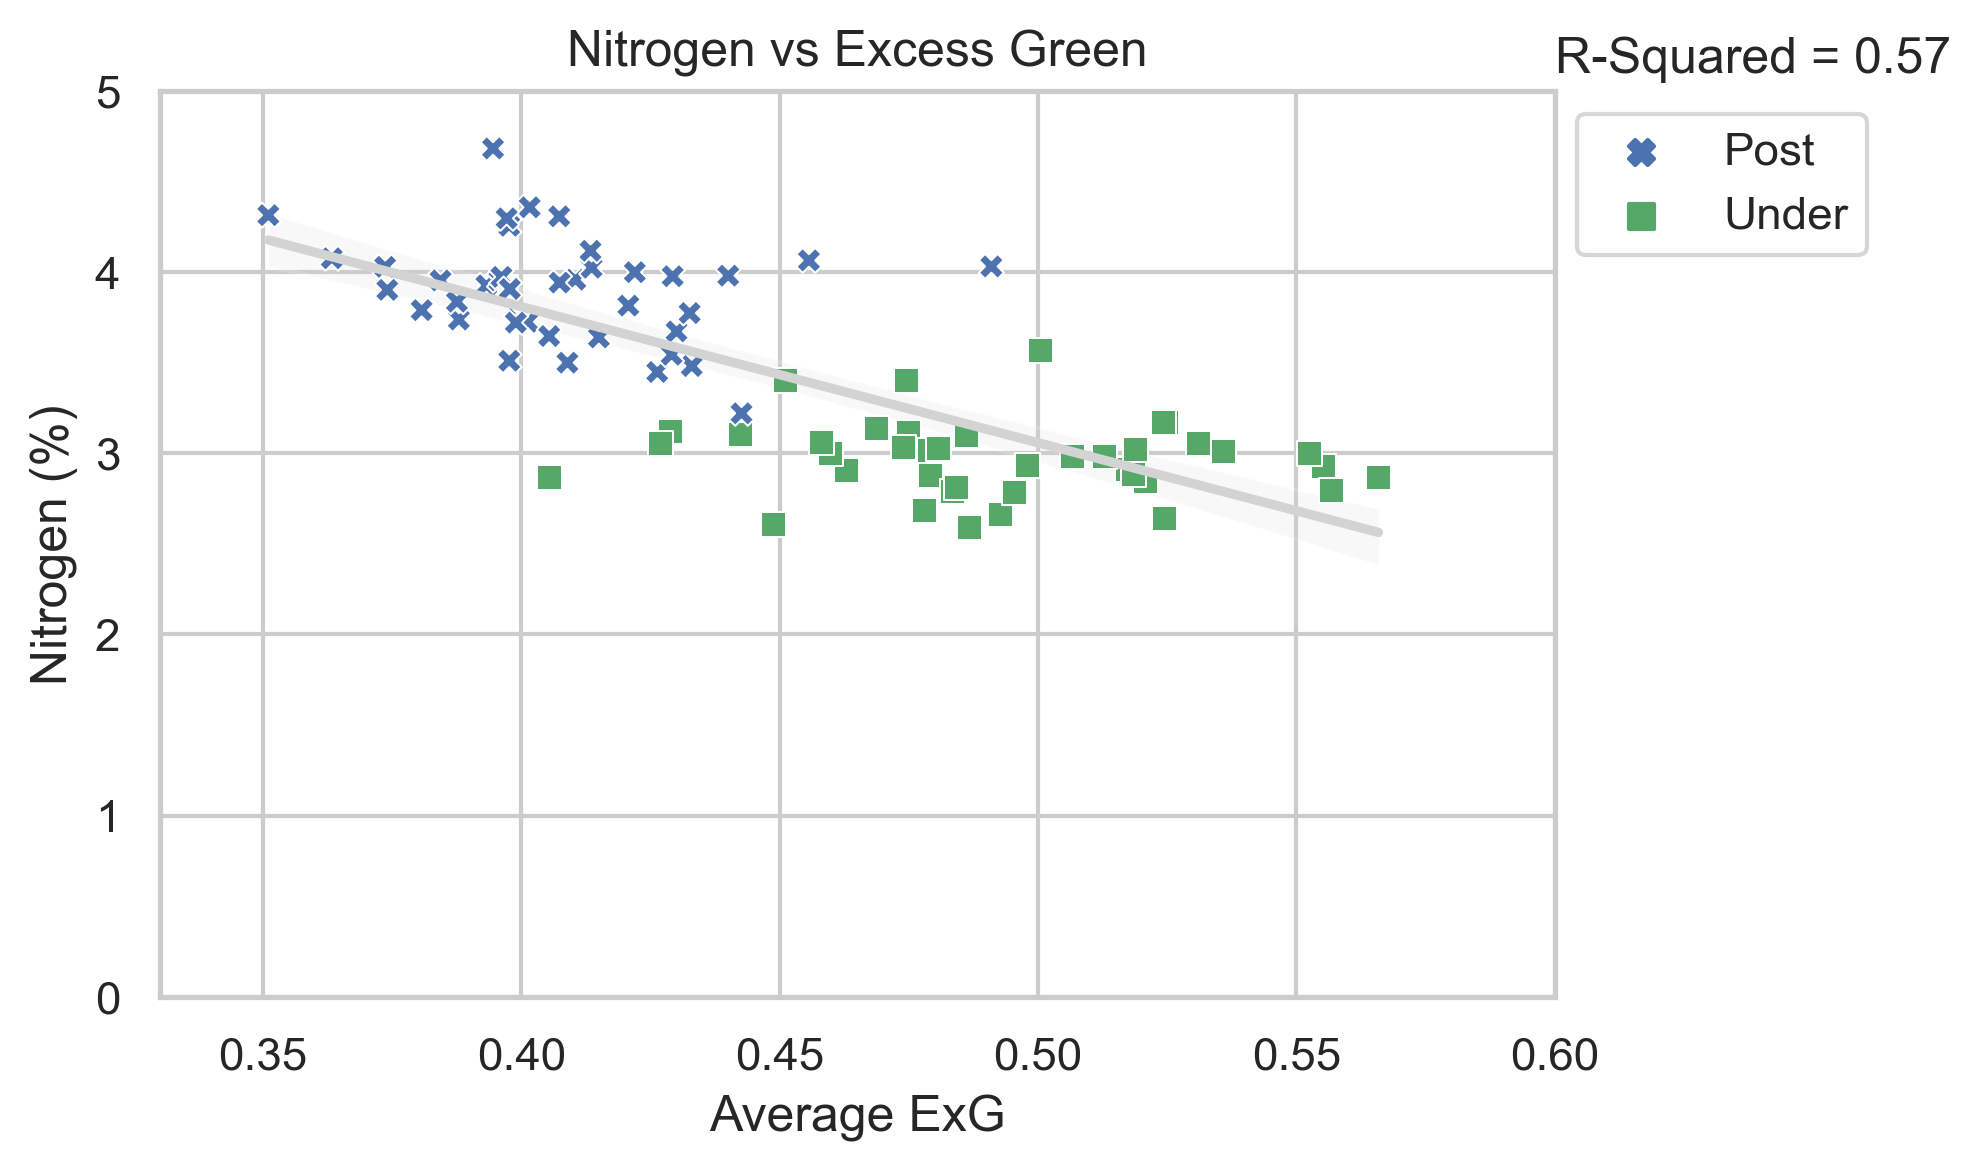 Nitrogen vs Excess Green
R-Squared = 0.57
Post
Under
Nitrogen (%)
5
4
3
2
1
0
0.35 0.40 0.45 0.50 0.55 0.60
Average ExG